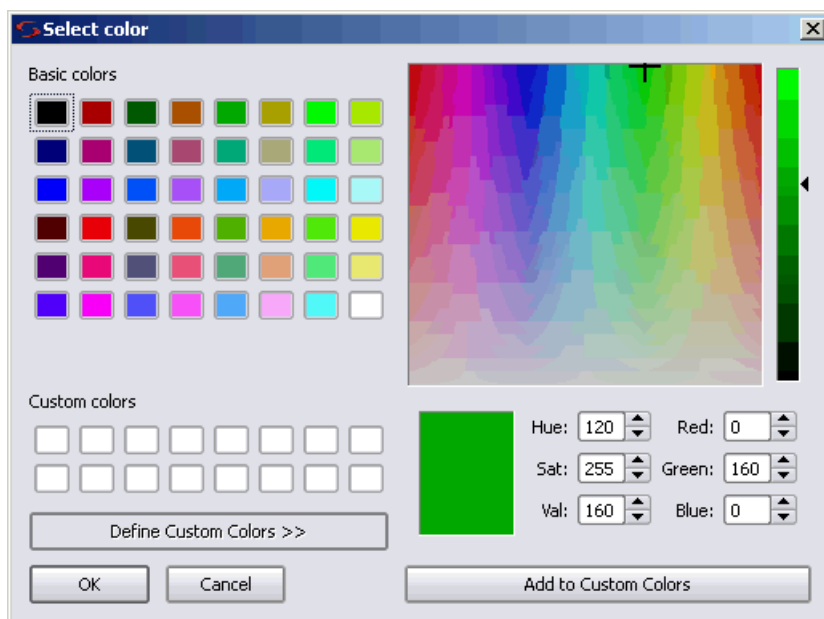 Select color
Basic colors
Custom colors
Define Custom Colors >>
OK
Cancel
Hue: 120
Red: 0
Sat: 255
Green: 160
Val: 160
Blue: 0
Add to Custom Colors